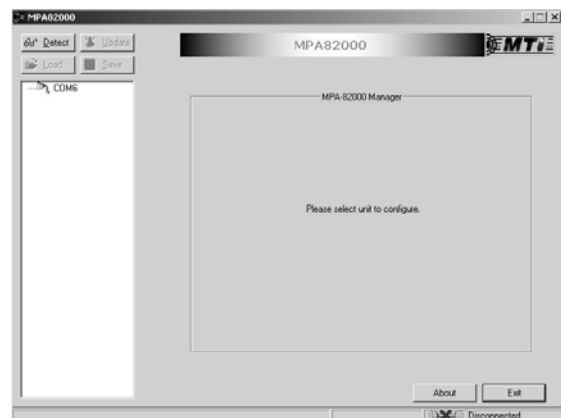 MPA82000
Detect Update
Load Save
COM6
MPA82000
MTi
MPA-82000 Manager
Please select unit to configure.
About Exit
Disconnected